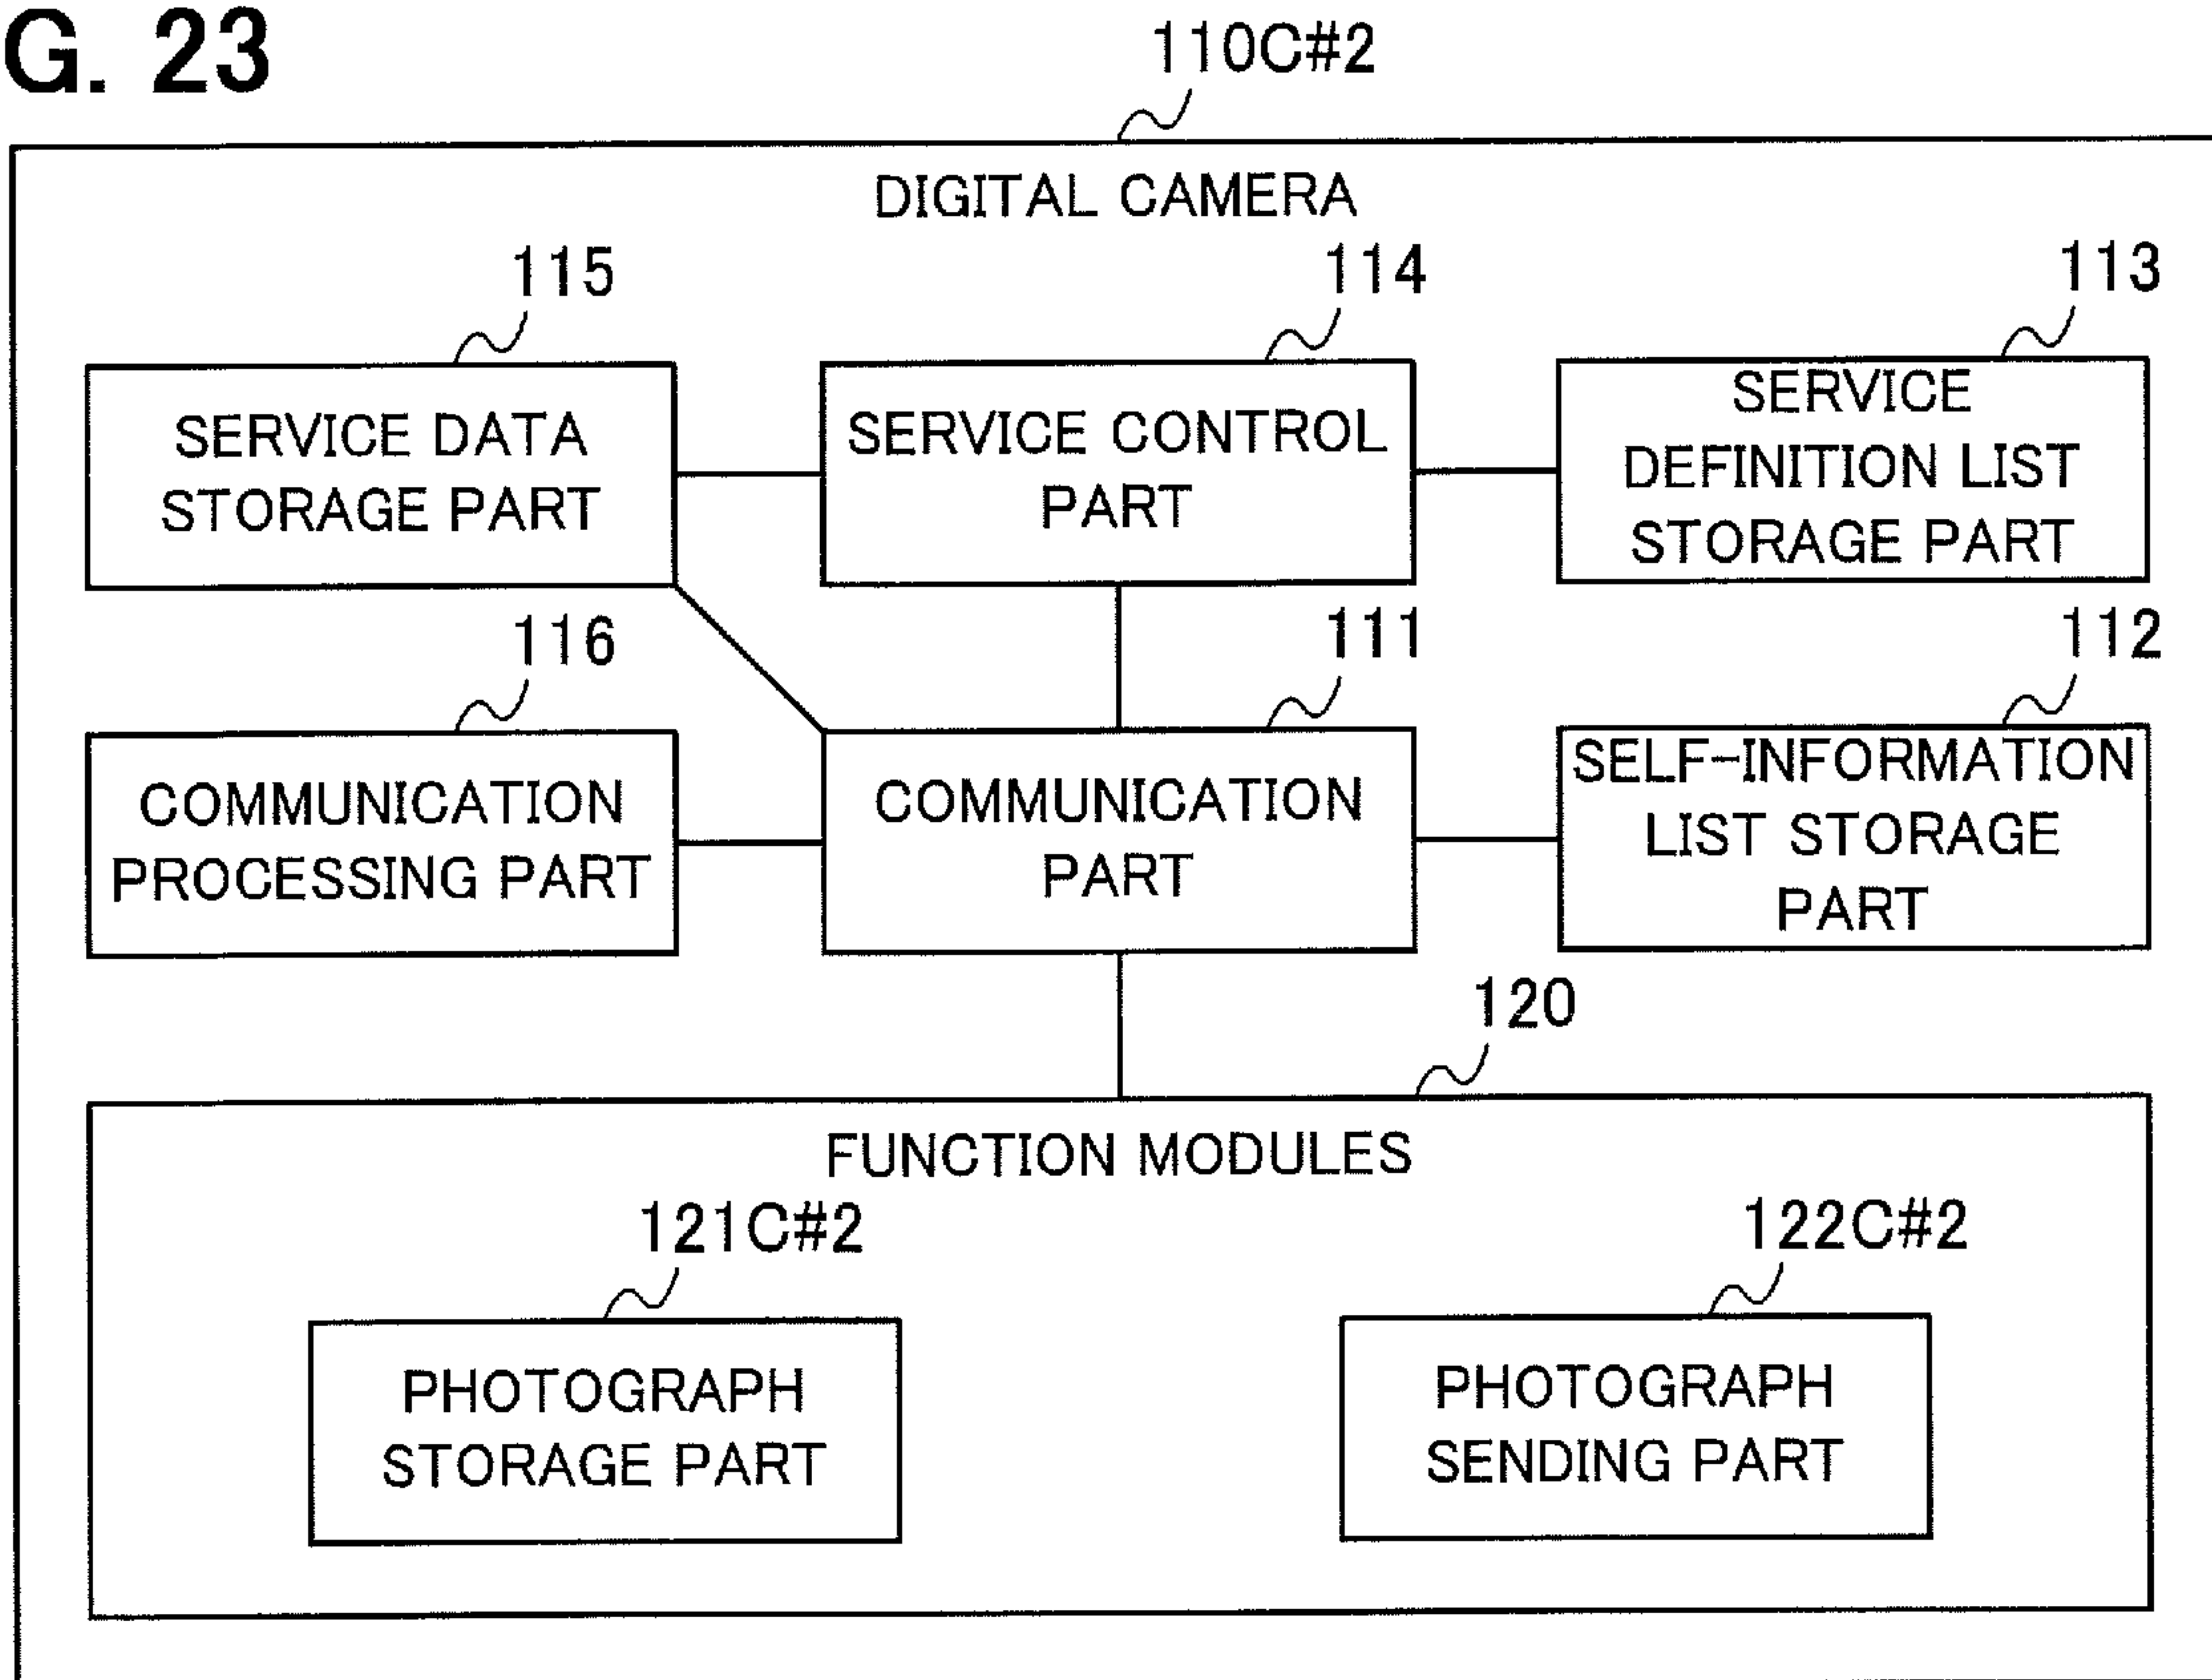 G. 23
110C#2
DIGITAL CAMERA
115
114
113
SERVICE DATA
STORAGE PART
SERVICE CONTROL
PART
SERVICE
DEFINITION LIST
STORAGE PART
116
111
112
COMMUNICATION
PROCESSING PART
COMMUNICATION
PART
SELF-INFORMATION
LIST STORAGE
PART
120
FUNCTION MODULES
121C#2
122C#2
PHOTOGRAPH
STORAGE PART
PHOTOGRAPH
SENDING PART